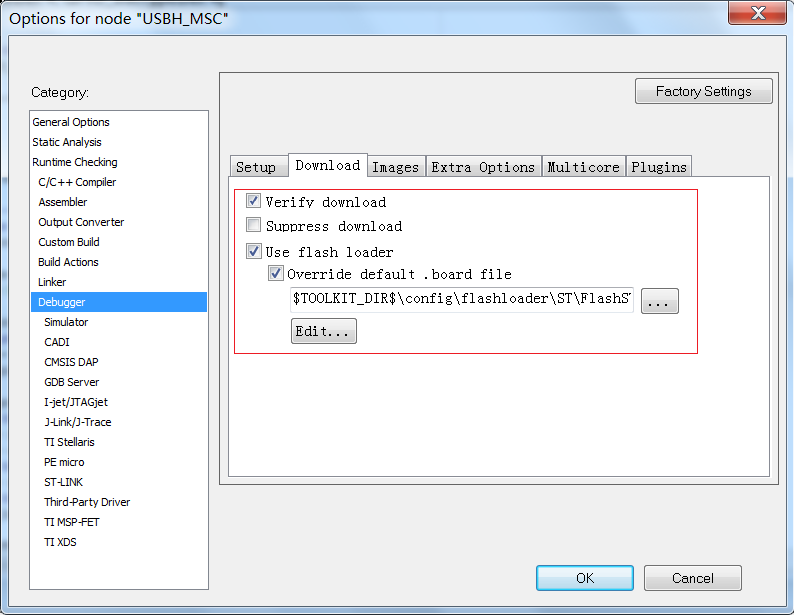 Options for node "USBH_MSC"
Category:
Factory Settings
General Options
Static Analysis
Runtime Checking
C/C++ Compiler
Assembler
Output Converter
Custom Build
Build Actions
Linker
Debugger
Simulator
CADI
CMSIS DAP
GDB Server
I-jet/JTAGjet
J-Link/J-Trace
TI Stellaris
PE micro
ST-LINK
Third-Party Driver
TI MSP-FET
TI XDS
Setup Download Images Extra Options Multicore Plugins
Verify download
Suppress download
Use flash loader
Override default .board file
$TOOLKIT_DIR$\config\flashloader\ST\FlashS
...
Edit...
OK Cancel